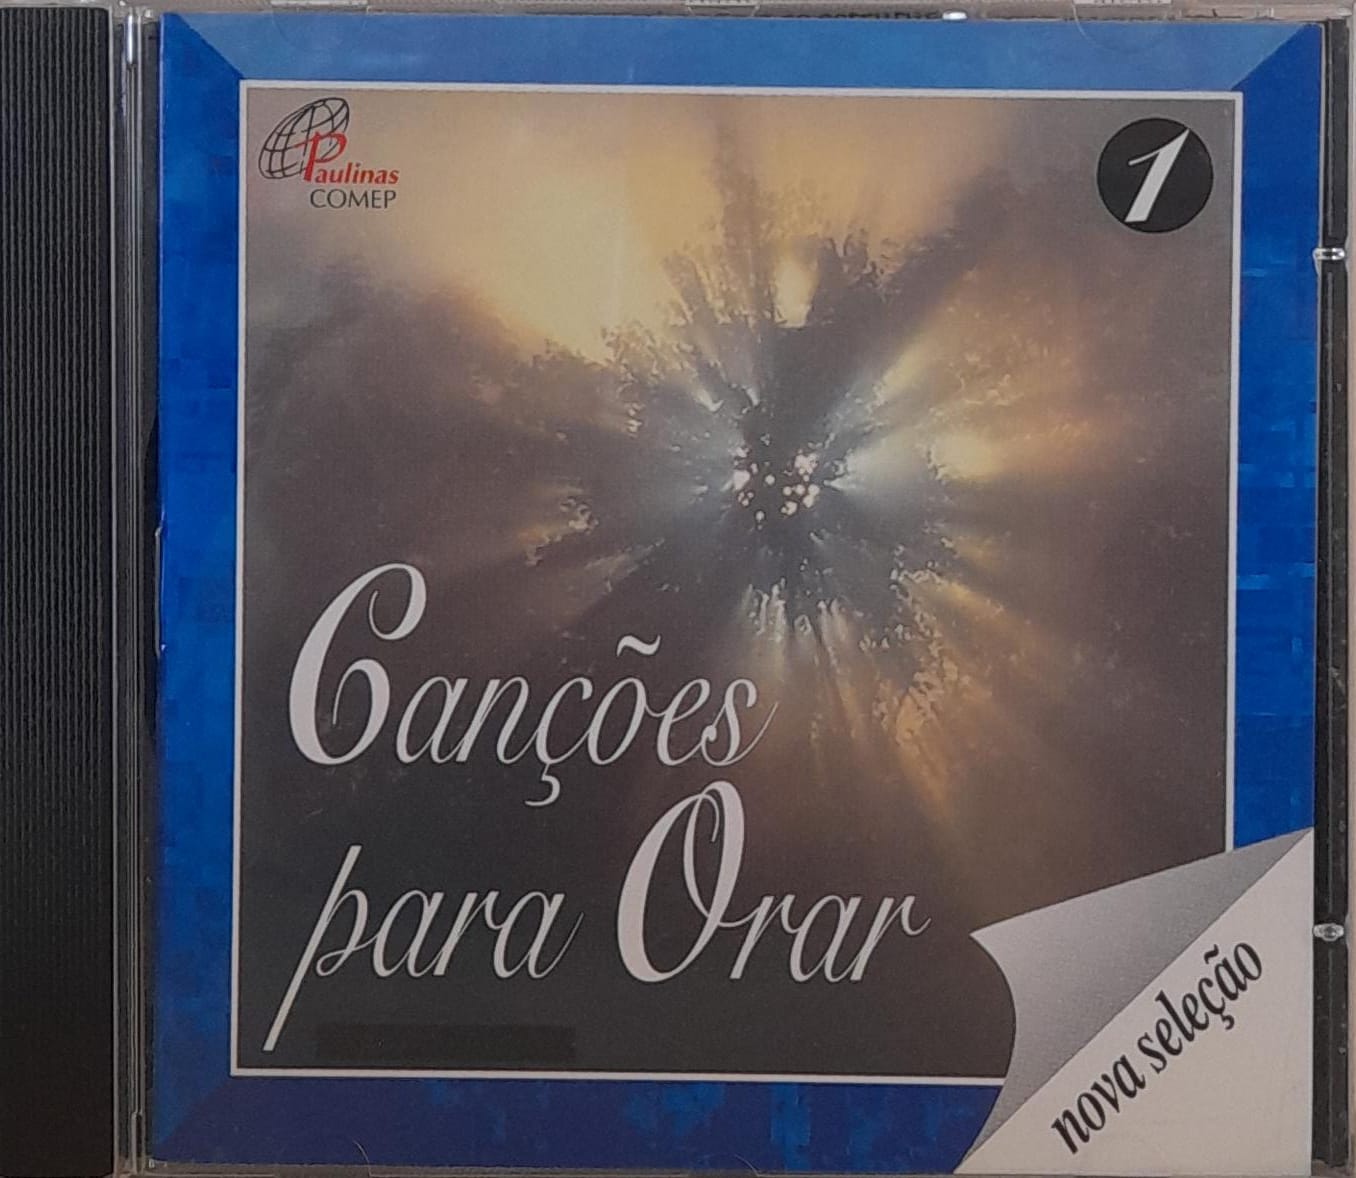 Paulinas
COMEP
1
Canções
para Orar
nova seleção